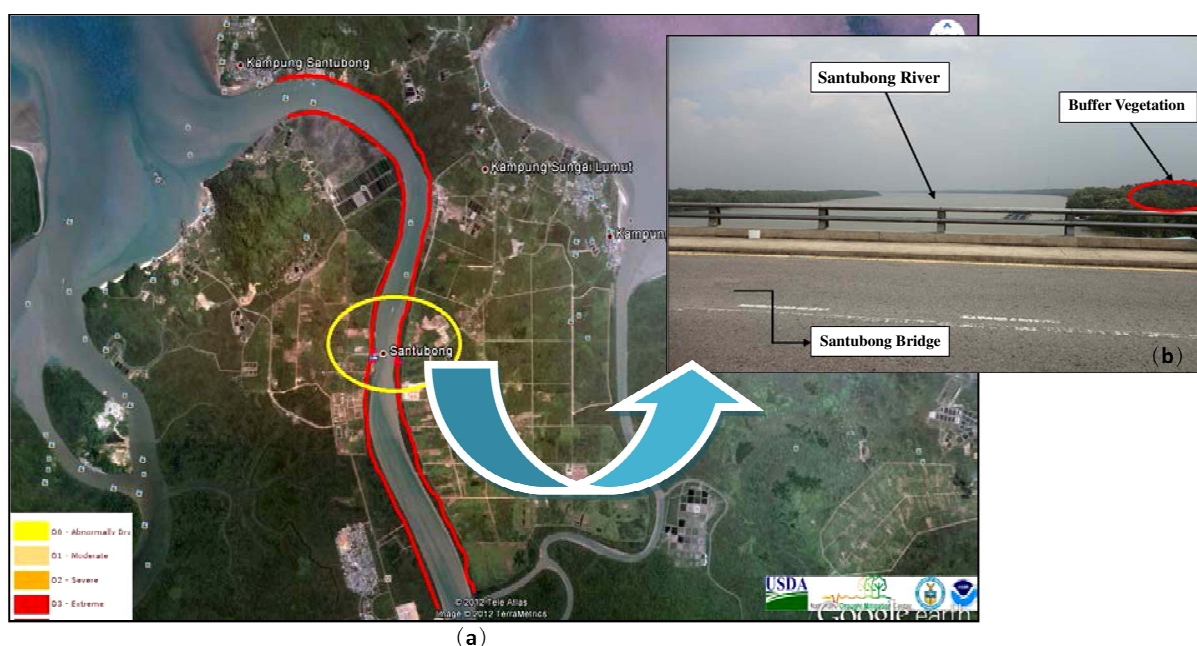 Kampung Santubong
Kampung Sungai Lumut
Kampung
Santubong
D0 - Abnormally Dry
D1 - Moderate
D2 - Severe
D3 - Extreme
© 2012 Tele Atlas
Image © 2012 TerraMetrics
USDA
Google earth
(a)
Santubong River
Buffer Vegetation
Santubong Bridge
(b)